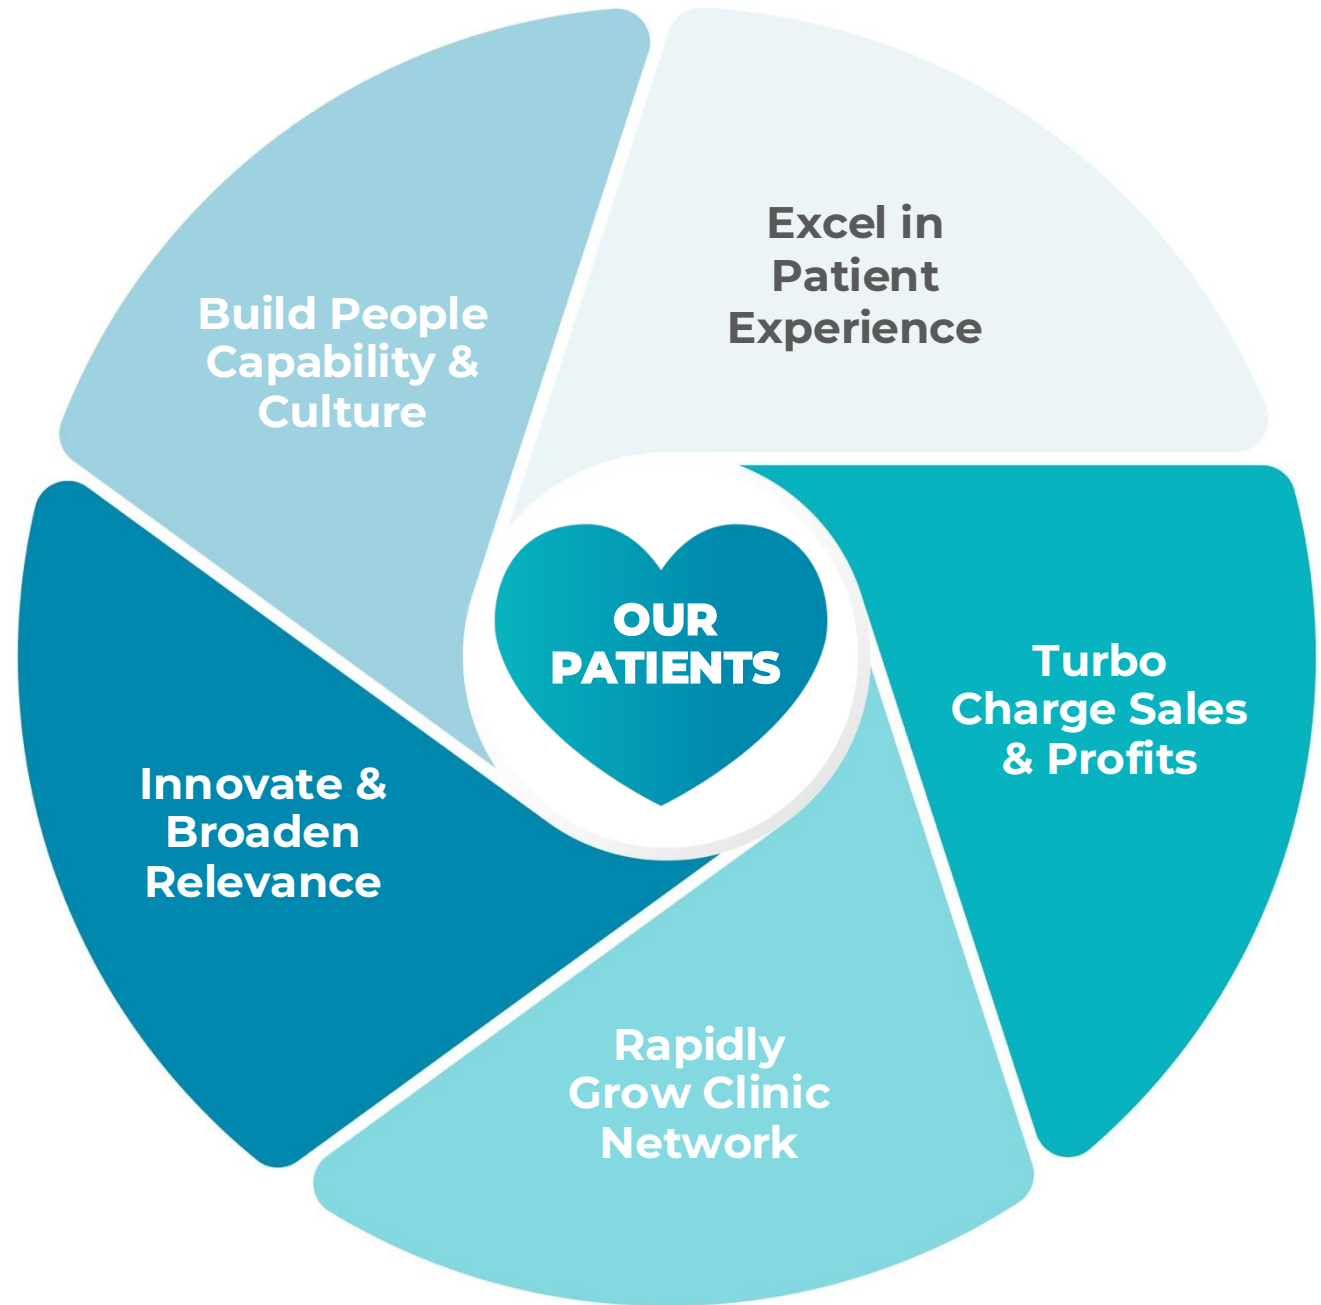 Excel in
Patient
Experience
Build People
Capability &
Culture
OUR
PATIENTS
Turbo
Charge Sales
& Profits
Innovate &
Broaden
Relevance
Rapidly
Grow Clinic
Network